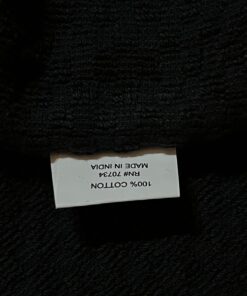 100% COTTON
RN# 70734
MADE IN INDIA